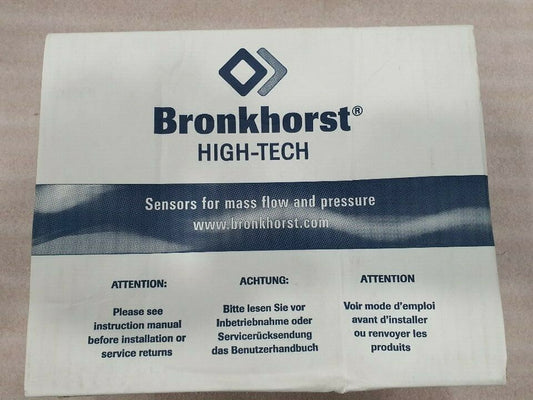 Bronkhorst®
HIGH-TECH
Sensors for mass flow and pressure
www.bronkhorst.com
ATTENTION:
Please see
instruction manual
before installation or
service returns
ACHTUNG:
Bitte lesen Sie vor
Inbetriebnahme oder
Servicerücksendung
das Benutzerhandbuch
ATTENTION
Voir mode d'emploi
avant d'installer
ou renvoyer les
produits